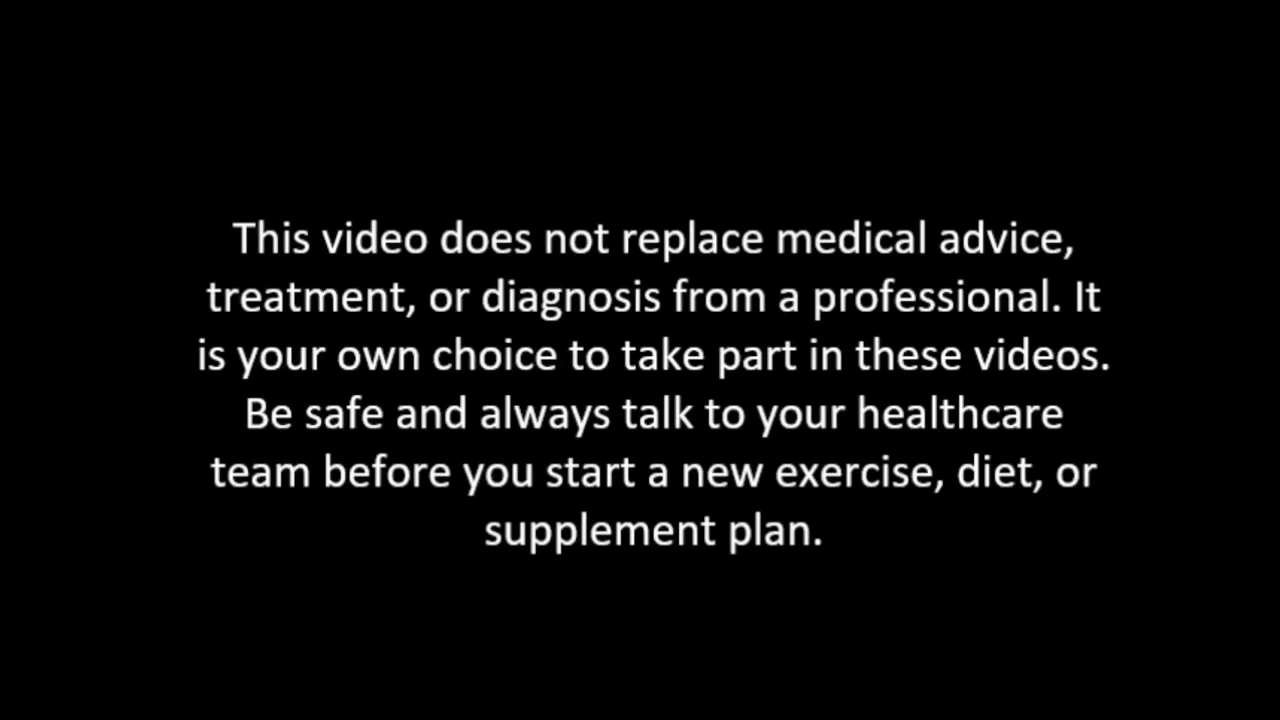 This video does not replace medical advice,
treatment, or diagnosis from a professional. It
is your own choice to take part in these videos.
Be safe and always talk to your healthcare
team before you start a new exercise, diet, or
supplement plan.